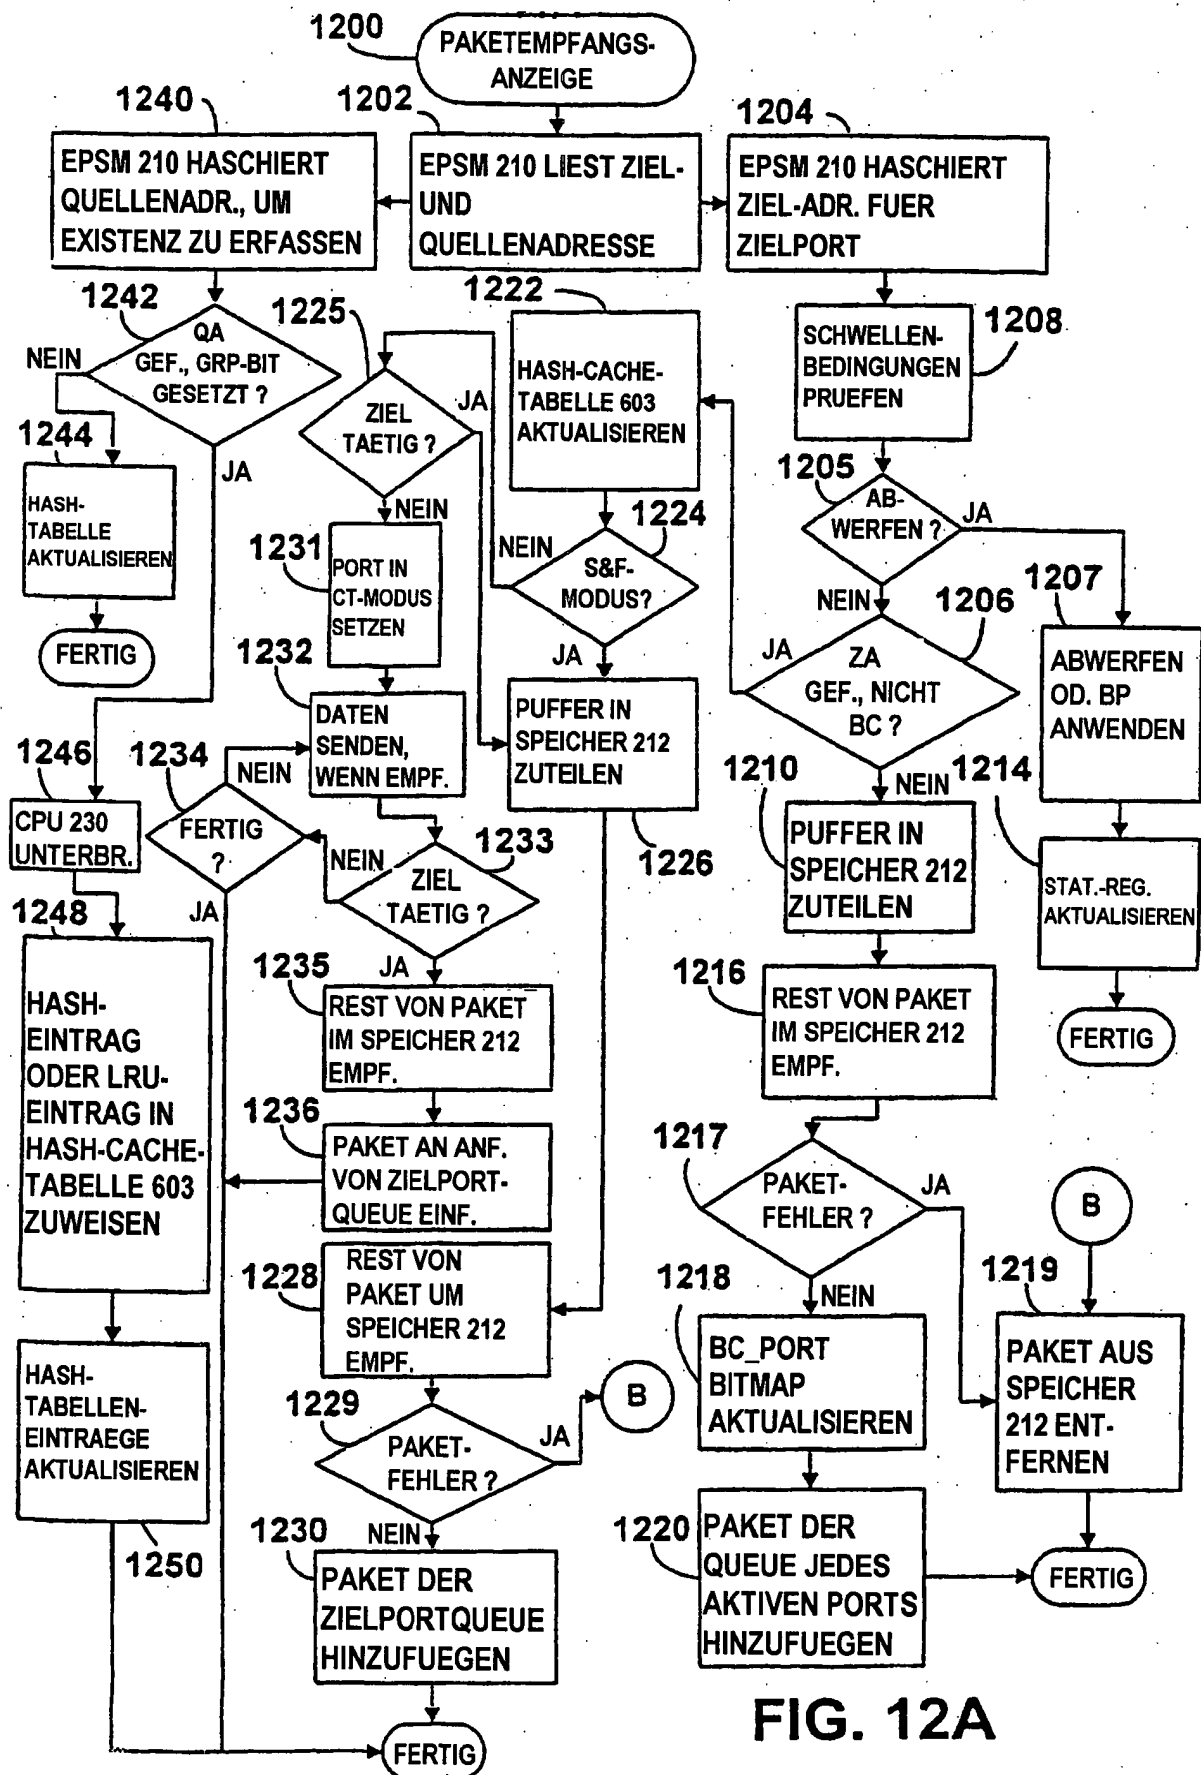 1200
PAKETEMPFANGS-
ANZEIGE
1240
1202
1204
EPSM 210 HASCHIERT
QUELLENADR., UM
EXISTENZ ZU ERFASSEN
EPSM 210 LIEST ZIEL-
UND
QUELLENADRESSE
EPSM 210 HASCHIERT
ZIEL-ADR. FUER
ZIELPORT
1242
QA
GEF., GRP-BIT
GESETZT ?
NEIN
JA
1244
HASH-
TABELLE
AKTUALISIEREN
FERTIG
1246
CPU 230
UNTERBR.
1248
HASH-
EINTRAG
ODER LRU-
EINTRAG IN
HASH-CACHE-
TABELLE 603
ZUWEISEN
HASH-
TABELLEN-
EINTRAEGE
AKTUALISIEREN
1250
1225
ZIEL
TAETIG ?
JA
NEIN
1231
PORT IN
CT-MODUS
SETZEN
1232
DATEN
SENDEN,
WENN EMPF.
1234
NEIN
FERTIG
?
JA
1233
NEIN
ZIEL
TAETIG ?
JA
1235
REST VON PAKET
IM SPEICHER 212
EMPF.
1236
PAKET AN ANF.
VON ZIELPORT-
QUEUE EINF.
1228
REST VON
PAKET UM
SPEICHER 212
EMPF.
1229
PAKET-
FEHLER ?
JA
B
NEIN
1230
PAKET DER
ZIELPORTQUEUE
HINZUFUEGEN
FERTIG
1222
HASH-CACHE-
TABELLE 603
AKTUALISIEREN
1224
NEIN
S&F-
MODUS?
JA
PUFFER IN
SPEICHER 212
ZUTEILEN
1226
1208
SCHWELLEN-
BEDINGUNGEN
PRUEFEN
1205
AB-
WERFEN ?
JA
NEIN
1206
JA
ZA
GEF., NICHT
BC ?
NEIN
1207
ABWERFEN
OD. BP
ANWENDEN
1214
STAT.-REG.
AKTUALISIEREN
FERTIG
1210
PUFFER IN
SPEICHER 212
ZUTEILEN
1216
REST VON PAKET
IM SPEICHER 212
EMPF.
1217
PAKET-
FEHLER ?
JA
NEIN
B
1218
BC_PORT
BITMAP
AKTUALISIEREN
1219
PAKET AUS
SPEICHER
212 ENT-
FERNEN
1220
PAKET DER
QUEUE JEDES
AKTIVEN PORTS
HINZUFUEGEN
FERTIG
FIG. 12A